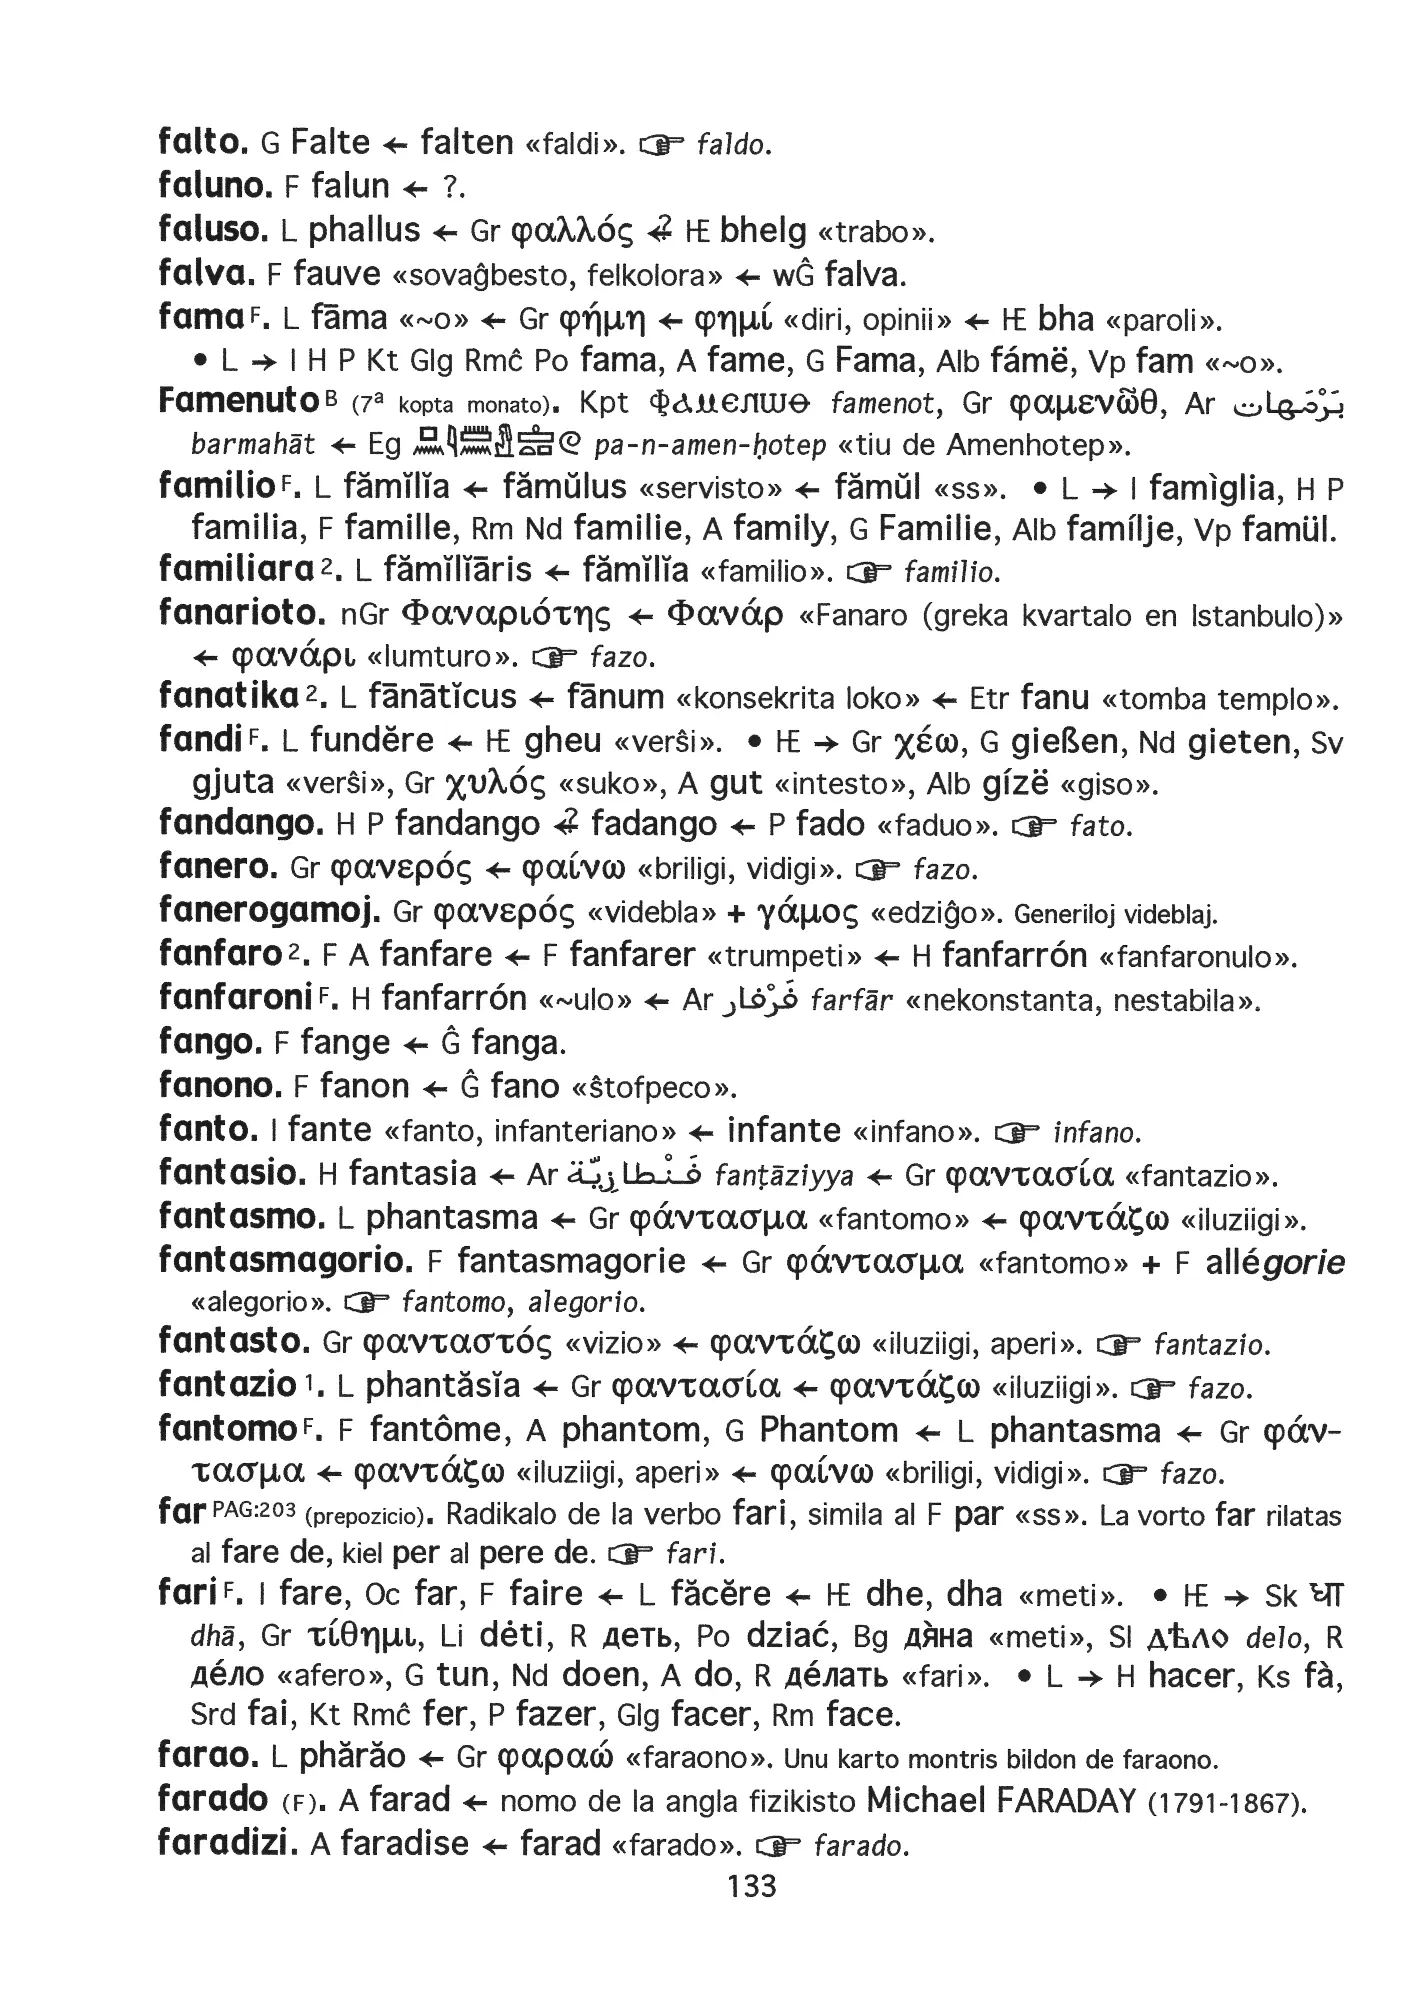 falto. G Falte ← falten «faldi». ☞ faldo.
faluno. F falun ← ?.
faluso. L phallus ← Gr φαλλός ←? IE bhelg «trabo».
falva. F fauve «sovaĝbesto, felkolora» ← wĜ falva.
fama F. L fāma «~o» ← Gr φήμη ← φημί «diri, opinii» ← IE bha «paroli».
• L → I H P Kt Glg Rmĉ Po fama, A fame, G Fama, Alb fámë, Vp fam «~o».
Famenuto B (7ª kopta monato). Kpt Ϥⲁⲙⲉⲛⲱⲑ famenot, Gr φαμενῶθ, Ar بَرْمَهات
barmahāt ← Eg pa-n-amen-ḥotep «tiu de Amenhotep».
familio F. L fămĭlĭa ← fămŭlus «servisto» ← fămŭl «ss». • L → I famìglia, H P
familia, F famille, Rm Nd familie, A family, G Familie, Alb famílje, Vp famül.
familiara 2. L fămĭlĭāris ← fămĭlĭa «familio». ☞ familio.
fanarioto. nGr Φαναριότης ← Φανάρ «Fanaro (greka kvartalo en Istanbulo)»
← φανάρι «lumturo». ☞ fazo.
fanatika 2. L fānātĭcus ← fānum «konsekrita loko» ← Etr fanu «tomba templo».
fandi F. L fundĕre ← IE gheu «verŝi». • IE → Gr χέω, G gießen, Nd gieten, Sv
gjuta «verŝi», Gr χυλός «suko», A gut «intesto», Alb gízë «giso».
fandango. H P fandango ←? fadango ← P fado «faduo». ☞ fato.
fanero. Gr φανερός ← φαίνω «briligi, vidigi». ☞ fazo.
fanerogamoj. Gr φανερός «videbla» + γάμος «edziĝo». Generiloj videblaj.
fanfaro 2. F A fanfare ← F fanfarer «trumpeti» ← H fanfarrón «fanfaronulo».
fanfaroni F. H fanfarrón «~ulo» ← Ar فَرْفار farfār «nekonstanta, nestabila».
fango. F fange ← Ĝ fanga.
fanono. F fanon ← Ĝ fano «ŝtofpeco».
fanto. I fante «fanto, infanteriano» ← infante «infano». ☞ infano.
fantasio. H fantasia ← Ar فَنْطازِيّة fanṭāziyya ← Gr φαντασία «fantazio».
fantasmo. L phantasma ← Gr φάντασμα «fantomo» ← φαντάζω «iluziigi».
fantasmagorio. F fantasmagorie ← Gr φάντασμα «fantomo» + F allégorie
«alegorio». ☞ fantomo, alegorio.
fantasto. Gr φανταστός «vizio» ← φαντάζω «iluziigi, aperi». ☞ fantazio.
fantazio 1. L phantăsĭa ← Gr φαντασία ← φαντάζω «iluziigi». ☞ fazo.
fantomo F. F fantôme, A phantom, G Phantom ← L phantasma ← Gr φάν-
τασμα ← φαντάζω «iluziigi, aperi» ← φαίνω «briligi, vidigi». ☞ fazo.
far PAG:203 (prepozicio). Radikalo de la verbo fari, simila al F par «ss». La vorto far rilatas
al fare de, kiel per al pere de. ☞ fari.
fari F. I fare, Oc far, F faire ← L făcĕre ← IE dhe, dha «meti». • IE → Sk धा
dhā, Gr τίθημι, Li dėti, R деть, Po dziać, Bg дя̀на «meti», Sl дѣло delo, R
де́ло «afero», G tun, Nd doen, A do, R де́лать «fari». • L → H hacer, Ks fà,
Srd fai, Kt Rmĉ fer, P fazer, Glg facer, Rm face.
farao. L phărăo ← Gr φαραώ «faraono». Unu karto montris bildon de faraono.
farado (F). A farad ← nomo de la angla fizikisto Michael FARADAY (1791-1867).
faradizi. A faradise ← farad «farado». ☞ farado.
133